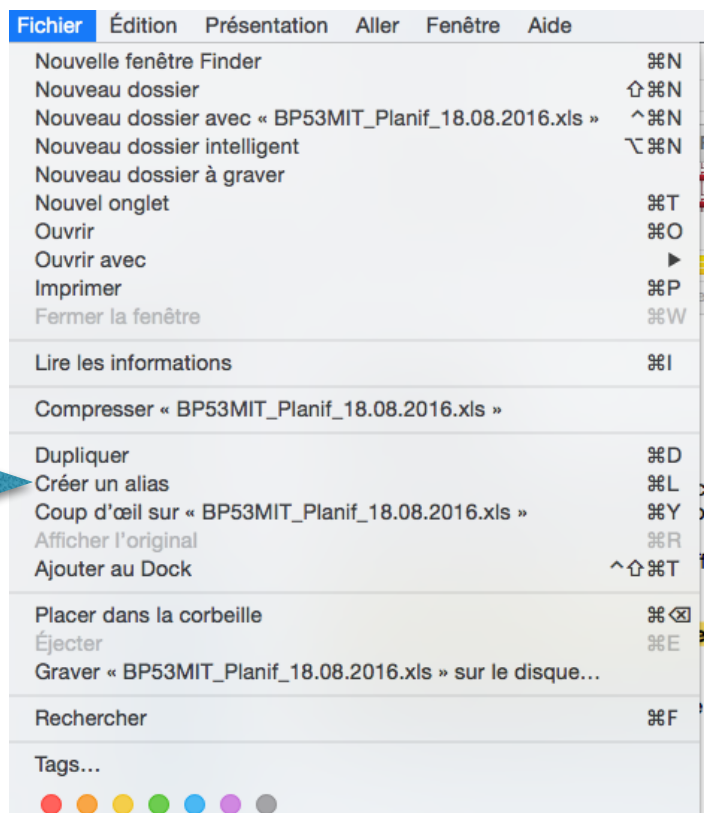 Fichier Édition Présentation Aller Fenêtre Aide
Nouvelle fenêtre Finder ⌘N
Nouveau dossier ⇧⌘N
Nouveau dossier avec « BP53MIT_Planif_18.08.2016.xls » ^⌘N
Nouveau dossier intelligent ⌥⌘N
Nouveau dossier à graver
Nouvel onglet ⌘T
Ouvrir ⌘O
Ouvrir avec ▶
Imprimer ⌘P
Fermer la fenêtre ⌘W
Lire les informations ⌘I
Compresser « BP53MIT_Planif_18.08.2016.xls »
Dupliquer ⌘D
Créer un alias ⌘L
Coup d’œil sur « BP53MIT_Planif_18.08.2016.xls » ⌘Y
Afficher l’original ⌘R
Ajouter au Dock ^⇧⌘T
Placer dans la corbeille ⌘⌫
Éjecter ⌘E
Graver « BP53MIT_Planif_18.08.2016.xls » sur le disque…
Rechercher ⌘F
Tags…